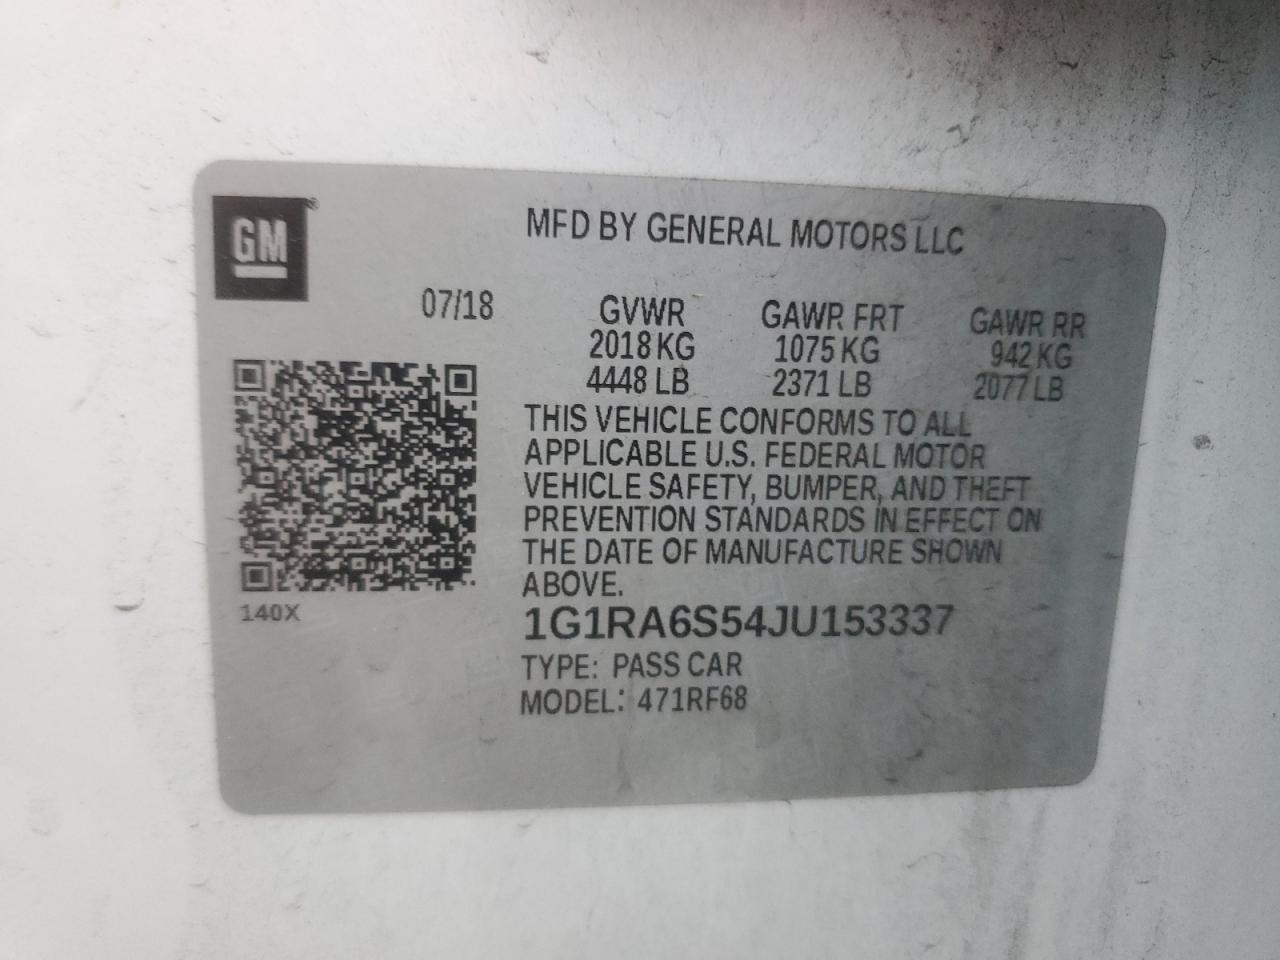 GM
MFD BY GENERAL MOTORS LLC
07/18 GVWR GAWR FRT GAWR RR
2018 KG 1075 KG 942 KG
4448 LB 2371 LB 2077 LB
THIS VEHICLE CONFORMS TO ALL
APPLICABLE U.S. FEDERAL MOTOR
VEHICLE SAFETY, BUMPER, AND THEFT
PREVENTION STANDARDS IN EFFECT ON
THE DATE OF MANUFACTURE SHOWN
ABOVE.
140X
1G1RA6S54JU153337
TYPE: PASS CAR
MODEL: 471RF68